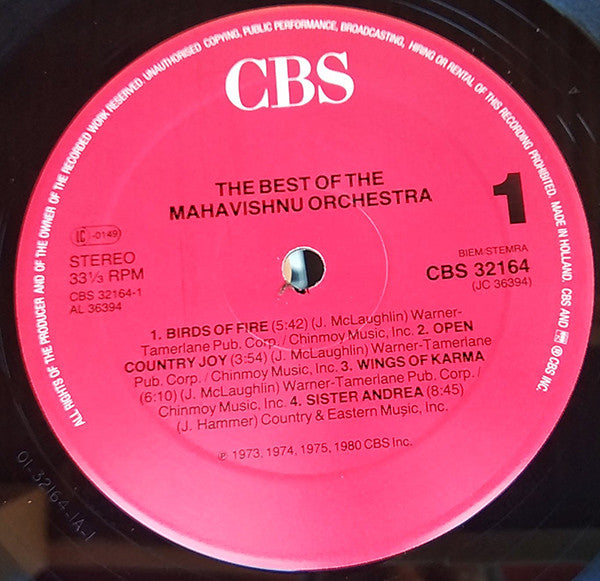 ALL RIGHTS OF THE PRODUCER AND OF THE OWNER OF THE RECORDED WORK RESERVED. UNAUTHORISED COPYING, PUBLIC PERFORMANCE, BROADCASTING, HIRING OR RENTAL OF THIS RECORDING PROHIBITED. MADE IN HOLLAND. CBS AND ® CBS INC.
CBS
THE BEST OF THE
MAHAVISHNU ORCHESTRA
1
LC-0149
STEREO
33⅓ RPM
CBS 32164-1
AL 36394
BIEM/STEMRA
CBS 32164
(JC 36394)
1. BIRDS OF FIRE (5:42) (J. McLaughlin) Warner-
Tamerlane Pub. Corp. / Chinmoy Music, Inc. 2. OPEN
COUNTRY JOY (3:54) (J. McLaughlin) Warner-Tamerlane
Pub. Corp. / Chinmoy Music, Inc. 3. WINGS OF KARMA
(6:10) (J. McLaughlin) Warner-Tamerlane Pub. Corp. /
Chinmoy Music, Inc. 4. SISTER ANDREA (8:45)
(J. Hammer) Country & Eastern Music, Inc.
℗ 1973, 1974, 1975, 1980 CBS Inc.
01-32164-1A-1